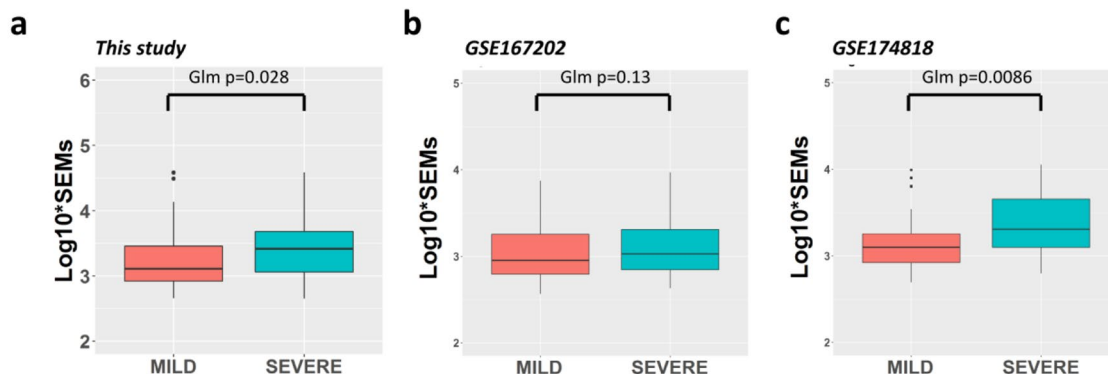 a
This study
Glm p=0.028
Log10*SEMs
6
5
4
3
2
MILD SEVERE
b
GSE167202
Glm p=0.13
Log10*SEMs
5
4
3
2
MILD SEVERE
c
GSE174818
Glm p=0.0086
Log10*SEMs
5
4
3
2
MILD SEVERE